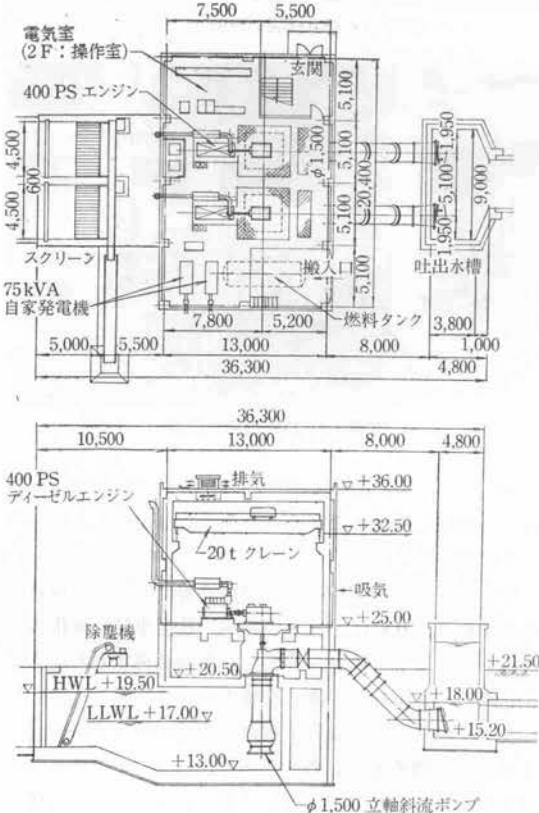 7,500
5,500
電気室
(2F：操作室)
玄関
400 PS エンジン
5,100
φ1,500
5,100
20,400
5,100
5,100
4,500
600
4,500
1,950
5,100
9,000
1,950
スクリーン
搬入口
吐出水槽
75kVA
自家発電機
燃料タンク
7,800
5,200
3,800
5,000
5,500
13,000
8,000
1,000
36,300
4,800
36,300
10,500
13,000
8,000
4,800
400 PS
ディーゼルエンジン
排気
▽+36.00
20t クレーン
▽+32.50
吸気
▽+25.00
除塵機
▽+20.50
▽+21.50
HWL +19.50
▽+18.00
LLWL +17.00▽
▽+15.20
+13.00▽
φ1,500 立軸斜流ポンプ